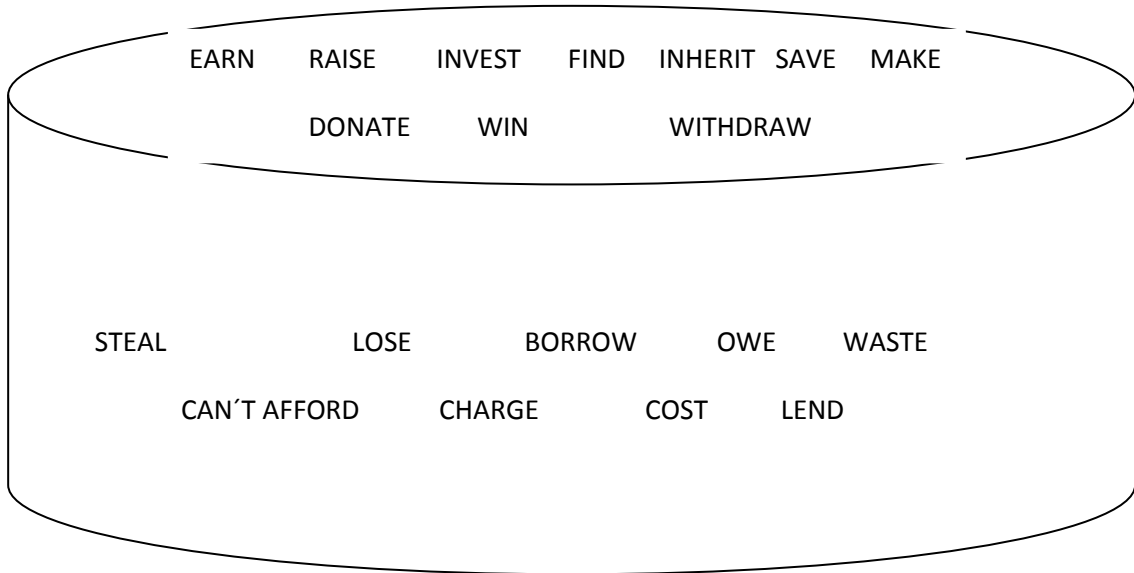 EARN RAISE INVEST FIND INHERIT SAVE MAKE
DONATE WIN WITHDRAW
STEAL LOSE BORROW OWE WASTE
CAN´T AFFORD CHARGE COST LEND